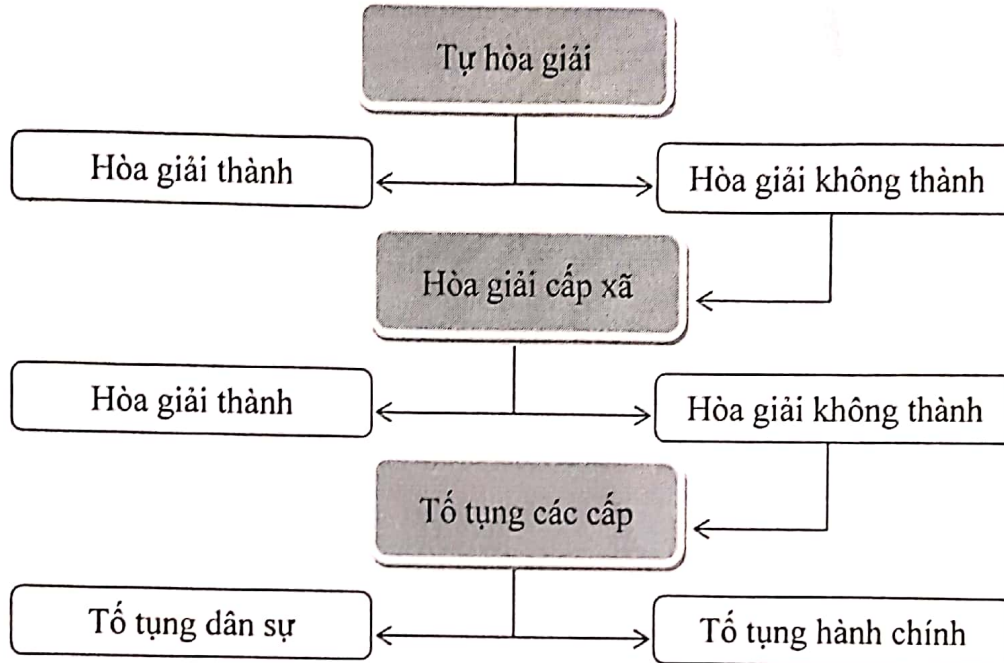 Tự hòa giải
Hòa giải thành
Hòa giải không thành
Hòa giải cấp xã
Hòa giải thành
Hòa giải không thành
Tố tụng các cấp
Tố tụng dân sự
Tố tụng hành chính